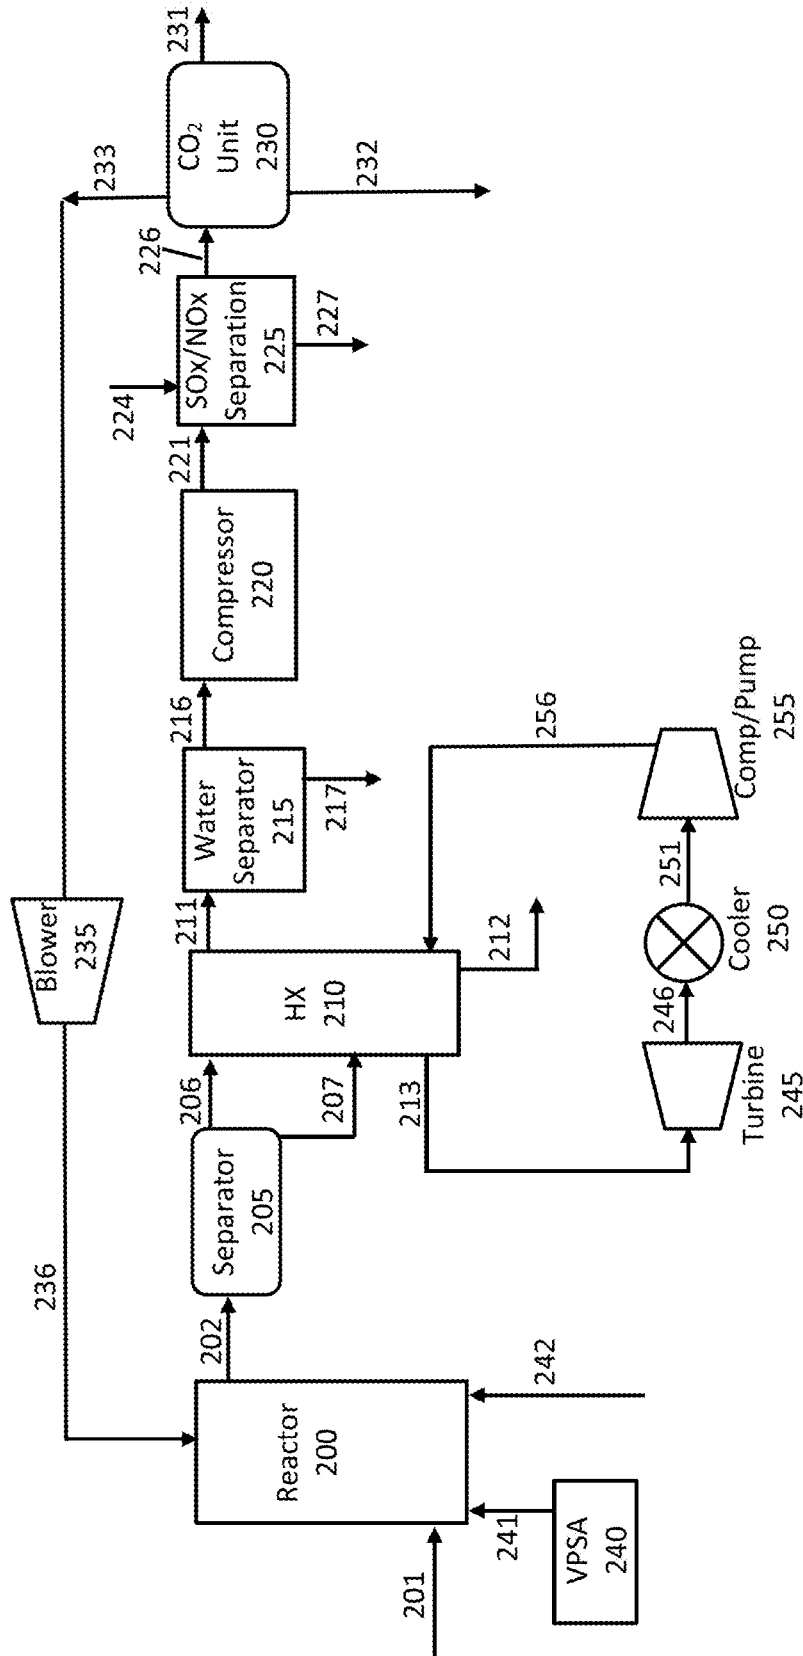 236
Blower
235
233
231
CO₂
Unit
230
232
226
224
SOx/NOx
Separation
225
227
221
Compressor
220
216
Water
Separator
215
217
211
HX
210
212
206
207
213
Separator
205
202
Reactor
200
201
241
242
VPSA
240
Turbine
245
246
Cooler
250
251
Comp/Pump
255
256